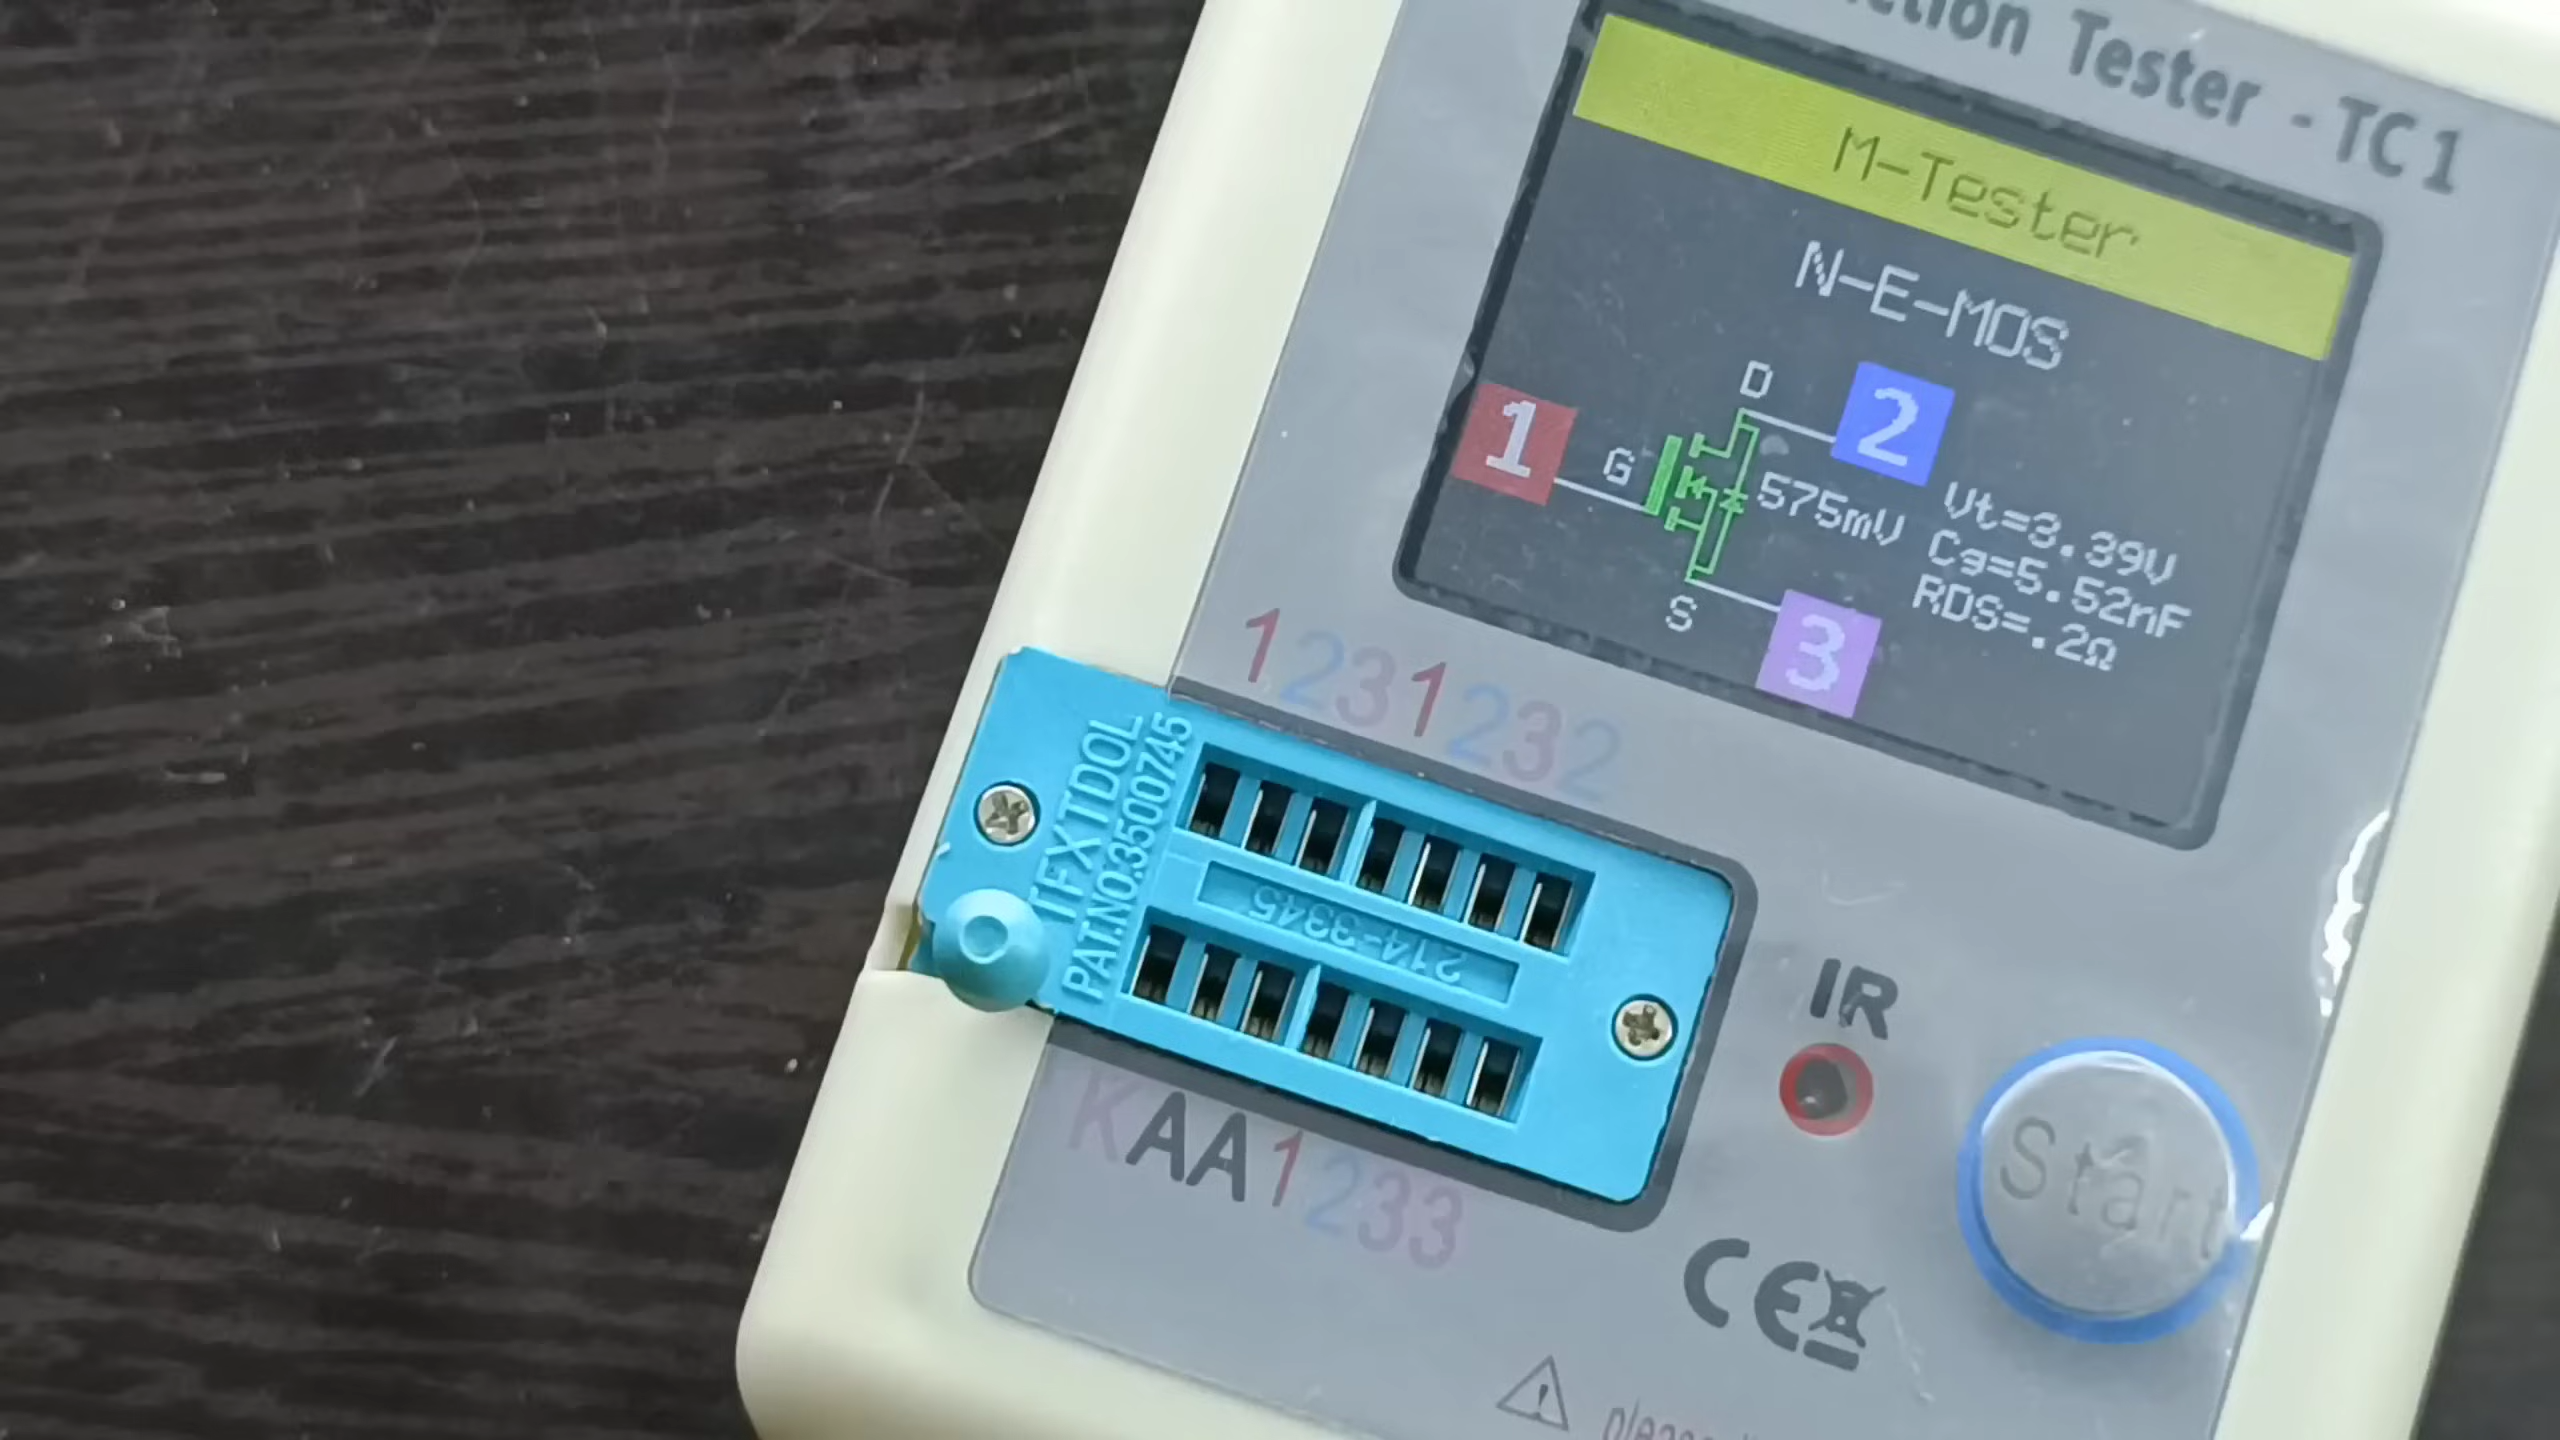 Tester - TC1
M-Tester
N-E-MOS
D
2
1
G
575mV
Vt=3.39V
Cg=5.52nF
RDS=.2Ω
S
3
1231232
TFXTDOL
PAT.NO.3500745
214-3345
IR
KAA1233
Start
CE